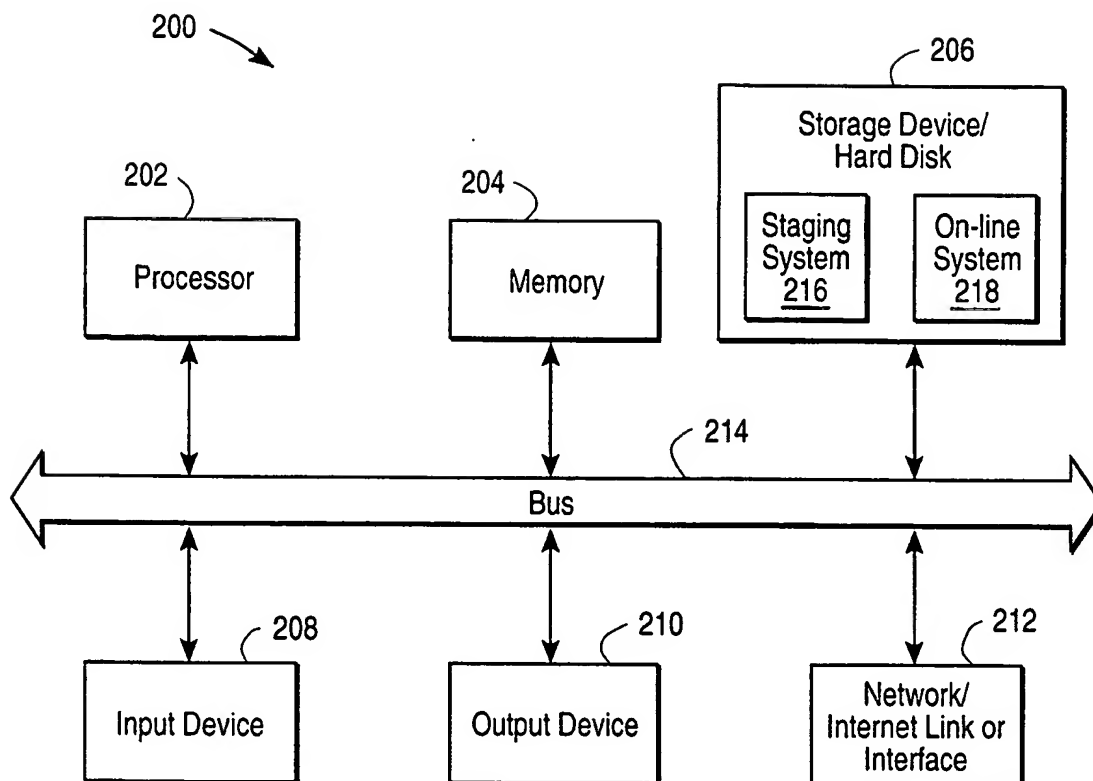 200
206
Storage Device/
Hard Disk
202
204
Processor
Memory
Staging
System
216
On-line
System
218
214
Bus
208
210
212
Input Device
Output Device
Network/
Internet Link or
Interface